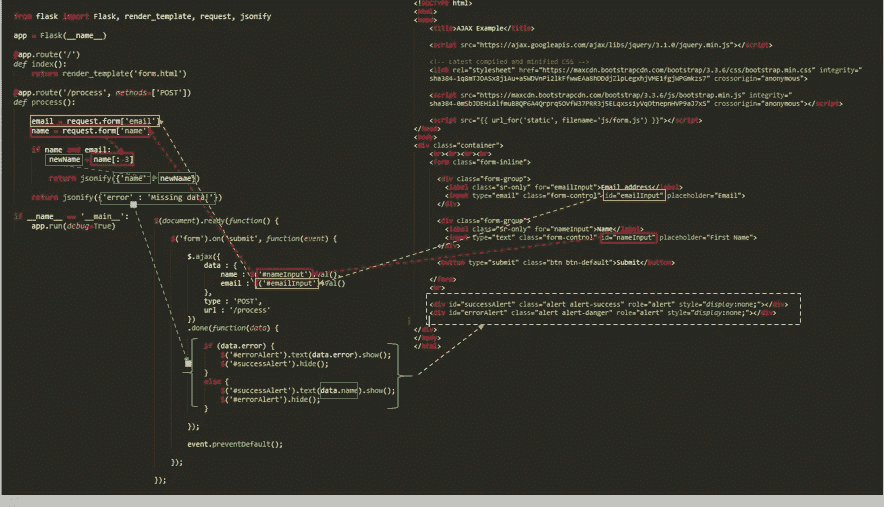 from flask import Flask, render_template, request, jsonify
app = Flask(__name__)
@app.route('/')
def index():
return render_template('form.html')
@app.route('/process', methods=['POST'])
def process():
email = request.form['email']
name = request.form['name']
if name and email:
newName = name[::-1]
return jsonify({'name' : newName})
return jsonify({'error' : 'Missing data!'})
if __name__ == '__main__':
app.run(debug=True)
$(document).ready(function() {
$('form').on('submit', function(event) {
$.ajax({
data : {
name : $('#nameInput').val(),
email : $('#emailInput').val()
},
type : 'POST',
url : '/process'
})
.done(function(data) {
if (data.error) {
$('#errorAlert').text(data.error).show();
$('#successAlert').hide();
}
else {
$('#successAlert').text(data.name).show();
$('#errorAlert').hide();
}
});
event.preventDefault();
});
});
<!DOCTYPE html>
<html>
<head>
<title>AJAX Example</title>
<script src="https://ajax.googleapis.com/ajax/libs/jquery/3.1.0/jquery.min.js"></script>
<!-- Latest compiled and minified CSS -->
<link rel="stylesheet" href="https://maxcdn.bootstrapcdn.com/bootstrap/3.3.6/css/bootstrap.min.css" integrity="
crossorigin="anonymous">
<script src="https://maxcdn.bootstrapcdn.com/bootstrap/3.3.6/js/bootstrap.min.js" integrity="
crossorigin="anonymous"></script>
<script src="{{ url_for('static', filename='js/form.js') }}"></script>
</head>
<body>
<div class="container">
<br><br><br><br>
<form class="form-inline">
<div class="form-group">
<label class="sr-only" for="emailInput">Email address</label>
<input type="email" class="form-control" id="emailInput" placeholder="Email">
</div>
<div class="form-group">
<label class="sr-only" for="nameInput">Name</label>
<input type="text" class="form-control" id="nameInput" placeholder="First Name">
</div>
<button type="submit" class="btn btn-default">Submit</button>
</form>
<br>
<div id="successAlert" class="alert alert-success" role="alert" style="display:none;"></div>
<div id="errorAlert" class="alert alert-danger" role="alert" style="display:none;"></div>
</div>
</body>
</html>